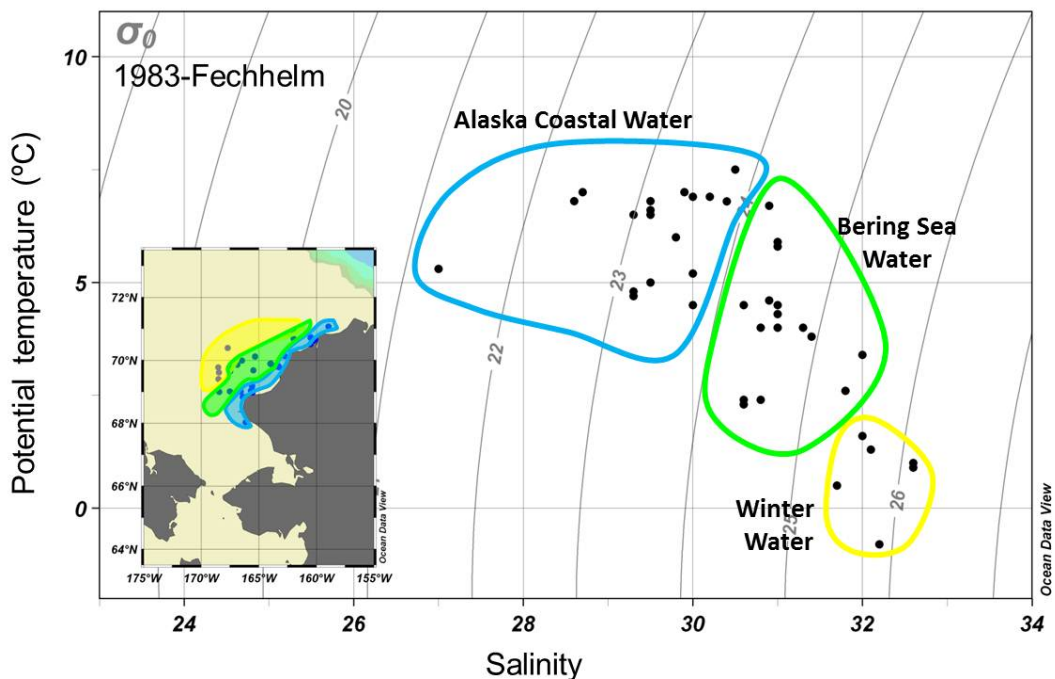 σ0
1983-Fechhelm
Alaska Coastal Water
Bering Sea
Water
Winter
Water
20
22
23
24
25
26
10
5
0
Potential temperature (ºC)
24
26
28
30
32
34
Salinity
Ocean Data View
72°N
70°N
68°N
66°N
64°N
175°W
170°W
165°W
160°W
155°W
Ocean Data View